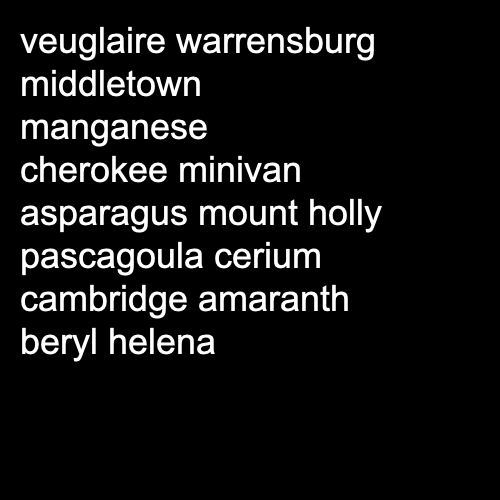 veuglaire warrensburg
middletown
manganese
cherokee minivan
asparagus mount holly
pascagoula cerium
cambridge amaranth
beryl helena